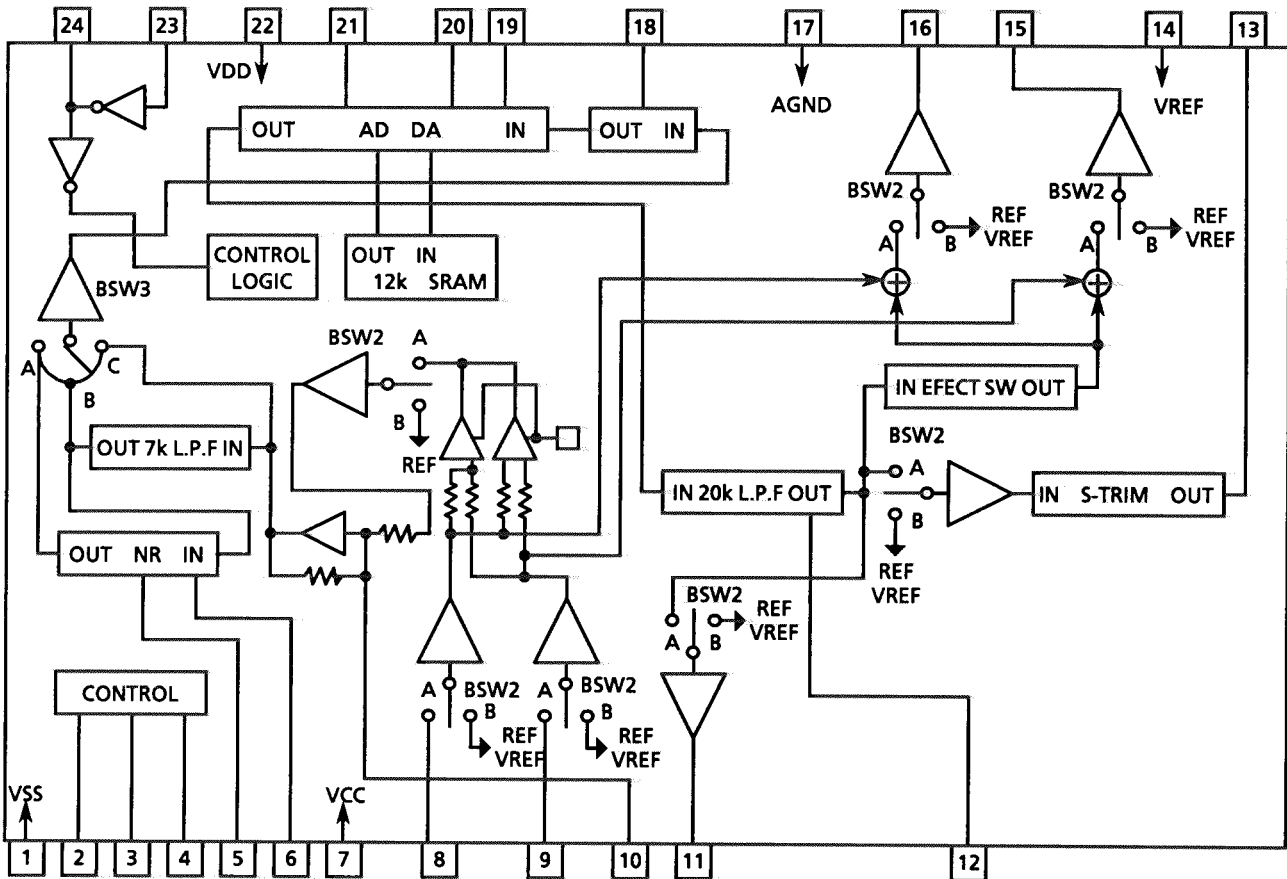 24 23 22 21 20 19 18 17 16 15 14 13
VDD
AGND
VREF
OUT AD DA IN
OUT IN
BSW2
BSW2
REF
VREF
REF
VREF
A
B
A
B
CONTROL
LOGIC
OUT IN
12k SRAM
BSW3
BSW2
A
A
C
B
B
REF
IN EFECT SW OUT
OUT 7k L.P.F IN
BSW2
A
IN 20k L.P.F OUT
IN S-TRIM OUT
B
REF
VREF
OUT NR IN
BSW2
REF
VREF
A
B
CONTROL
A
BSW2
B
A
BSW2
B
REF
VREF
REF
VREF
VSS
VCC
1 2 3 4 5 6 7 8 9 10 11 12